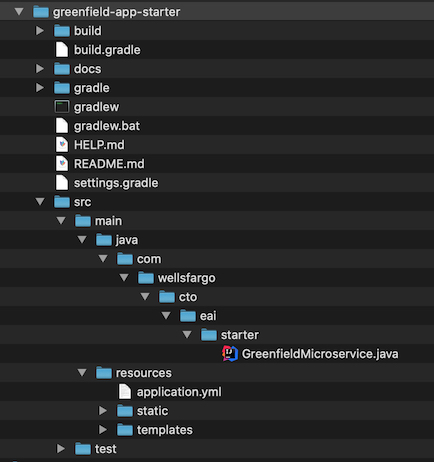 greenfield-app-starter
build
build.gradle
docs
gradle
gradlew
gradlew.bat
HELP.md
README.md
settings.gradle
src
main
java
com
wellsfargo
cto
eai
starter
GreenfieldMicroservice.java
resources
application.yml
static
templates
test